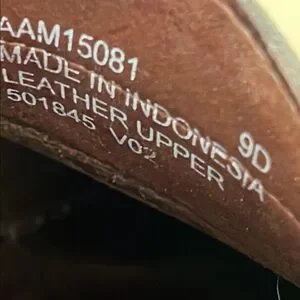 AAM15081
9D
MADE IN INDONESIA
LEATHER UPPER
501845 V02